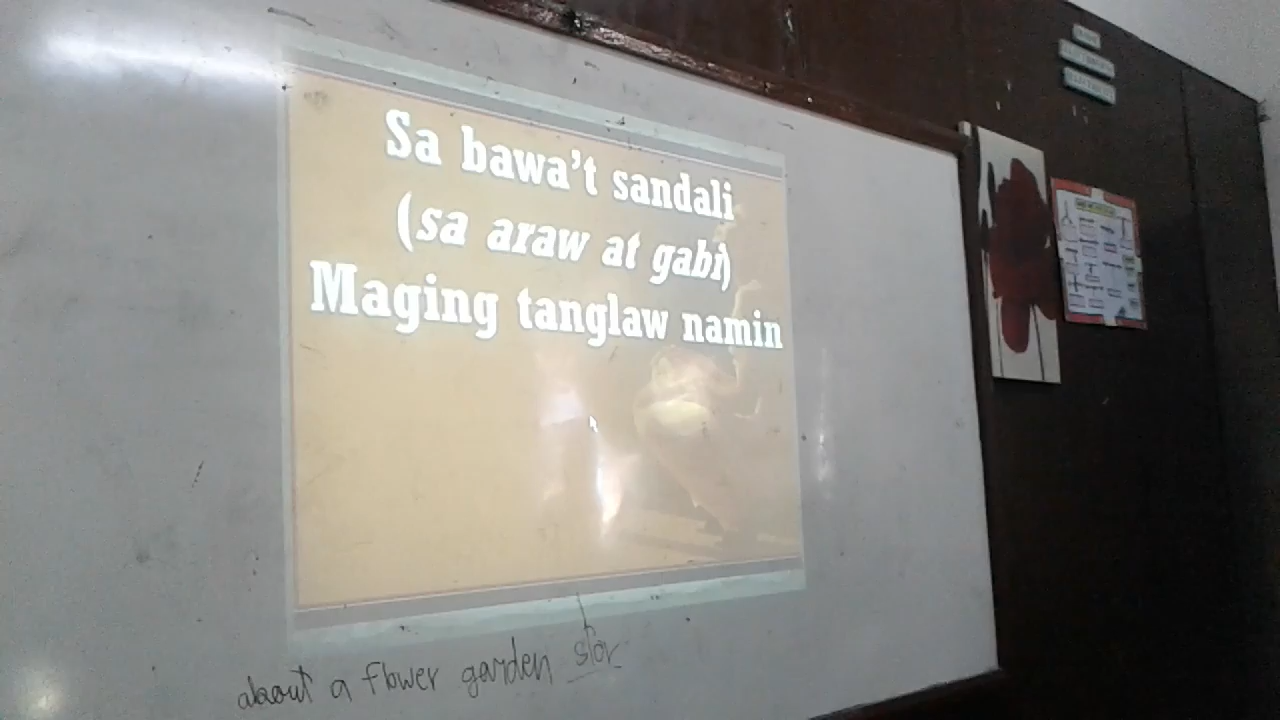 Sa bawa't sandali
(sa araw at gabi)
Maging tanglaw namin
about a flower garden stor